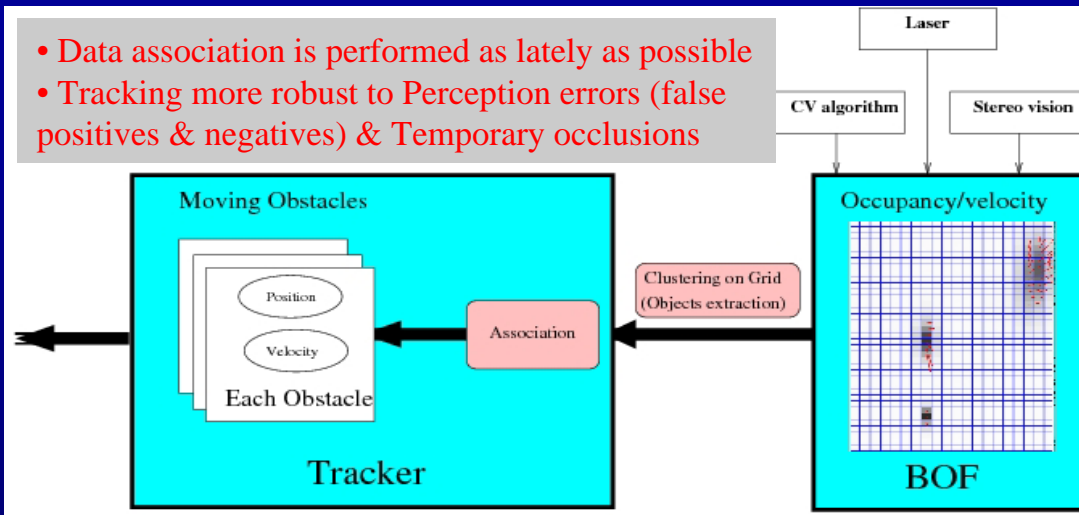 • Data association is performed as lately as possible
• Tracking more robust to Perception errors (false
positives & negatives) & Temporary occlusions
Laser
CV algorithm
Stereo vision
Moving Obstacles
Position
Velocity
Each Obstacle
Association
Tracker
Clustering on Grid
(Objects extraction)
Occupancy/velocity
BOF